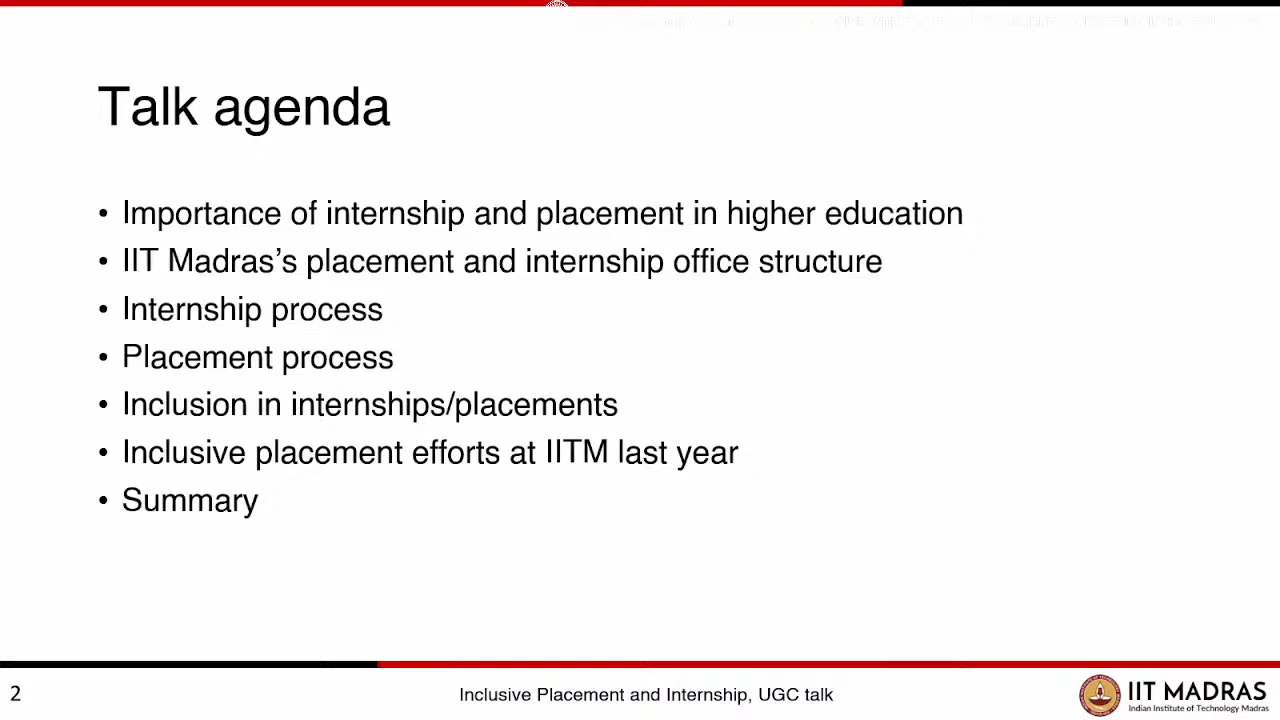 Talk agenda
• Importance of internship and placement in higher education
• IIT Madras’s placement and internship office structure
• Internship process
• Placement process
• Inclusion in internships/placements
• Inclusive placement efforts at IITM last year
• Summary
2
Inclusive Placement and Internship, UGC talk
IIT MADRAS
Indian Institute of Technology Madras